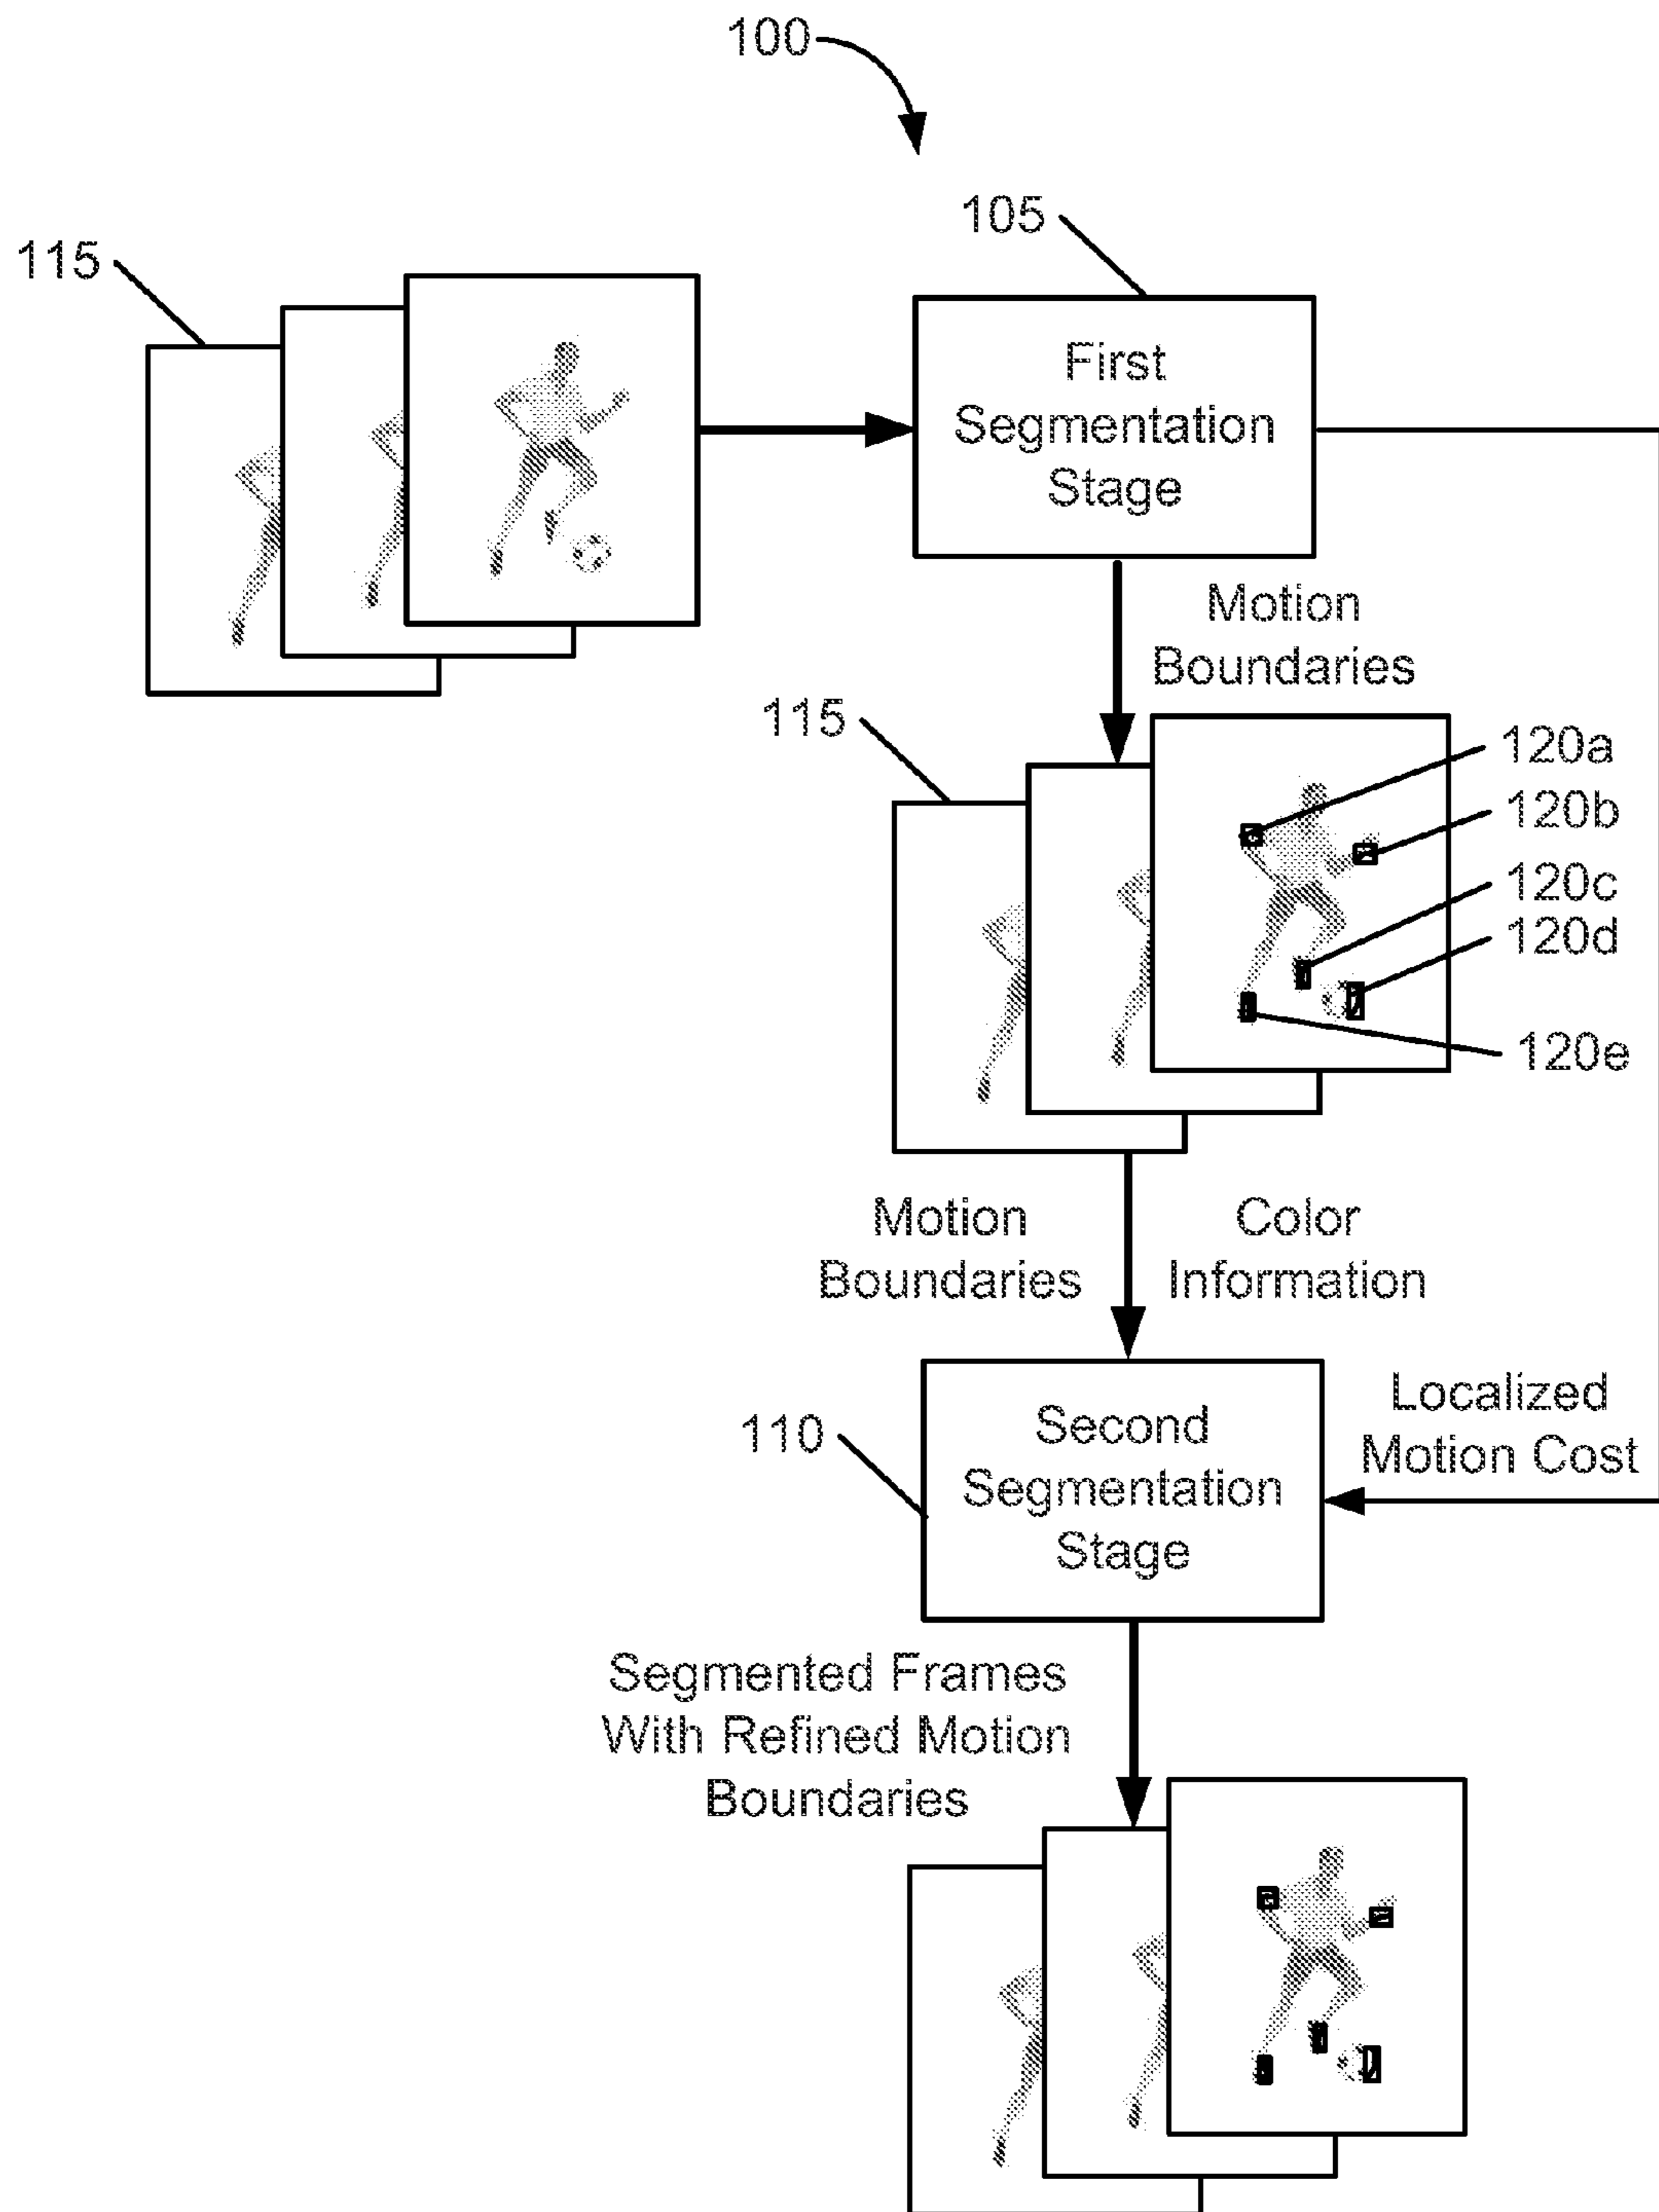 100
105
115
First
Segmentation
Stage
Motion
Boundaries
115
120a
120b
120c
120d
120e
Motion
Boundaries
Color
Information
Localized
Motion Cost
110
Second
Segmentation
Stage
Segmented Frames
With Refined Motion
Boundaries